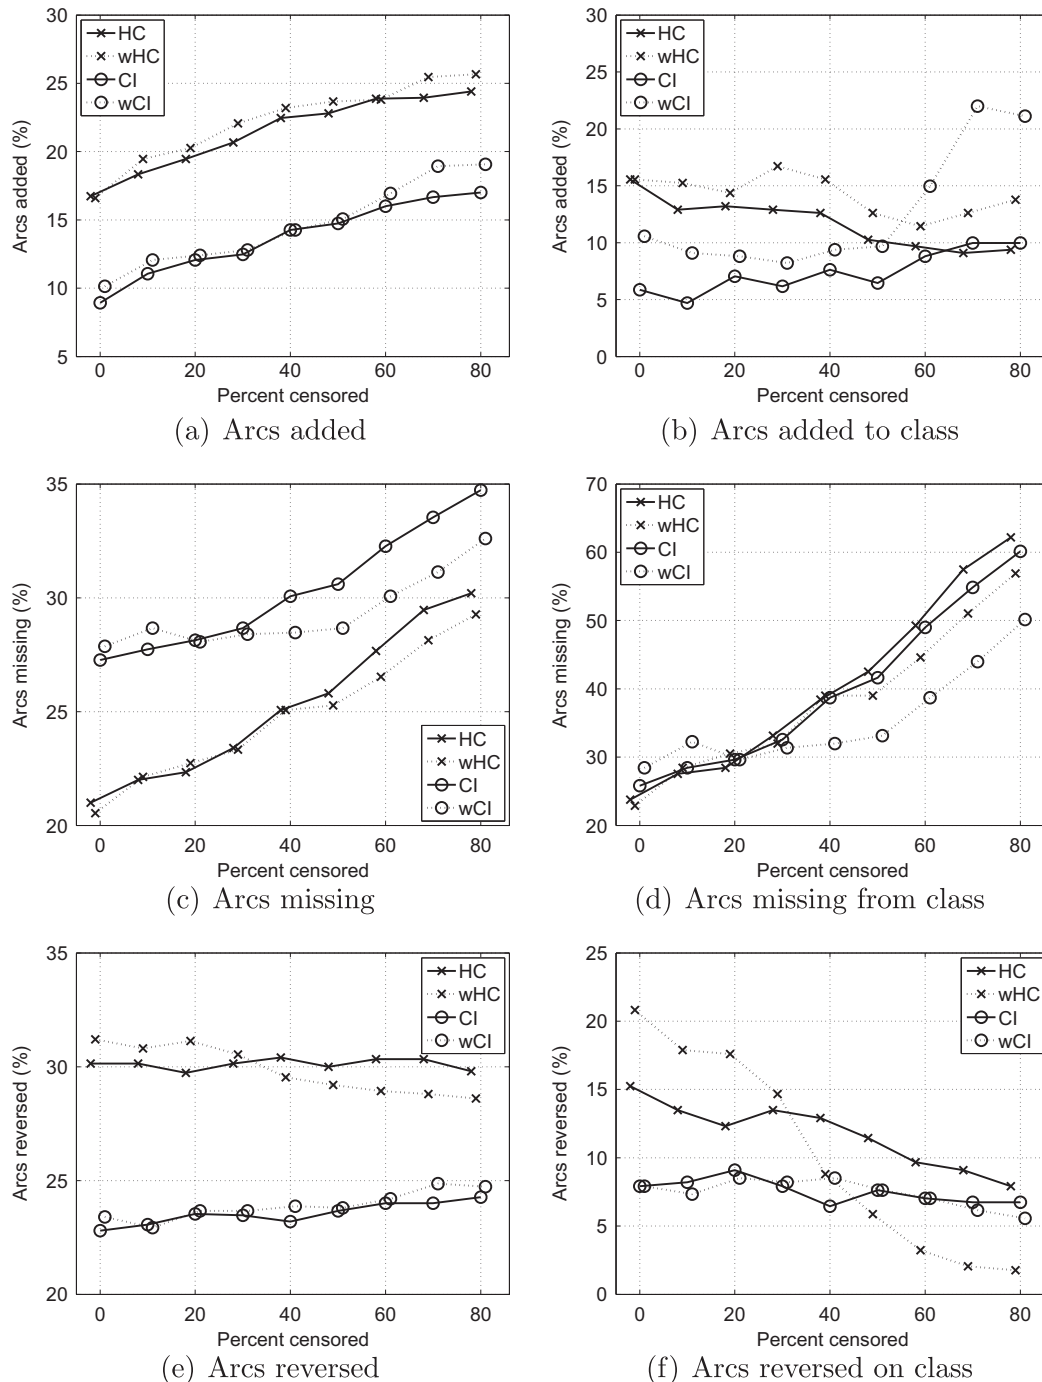 30
25
20
15
10
5
0 20 40 60 80
Arcs added (%)
Percent censored
HC
wHC
CI
wCI
(a) Arcs added
30
25
20
15
10
5
0
0 20 40 60 80
Arcs added (%)
Percent censored
HC
wHC
CI
wCI
(b) Arcs added to class
35
30
25
20
0 20 40 60 80
Arcs missing (%)
Percent censored
HC
wHC
CI
wCI
(c) Arcs missing
70
60
50
40
30
20
0 20 40 60 80
Arcs missing (%)
Percent censored
HC
wHC
CI
wCI
(d) Arcs missing from class
35
30
25
20
0 20 40 60 80
Arcs reversed (%)
Percent censored
HC
wHC
CI
wCI
(e) Arcs reversed
25
20
15
10
5
0
0 20 40 60 80
Arcs reversed (%)
Percent censored
HC
wHC
CI
wCI
(f) Arcs reversed on class